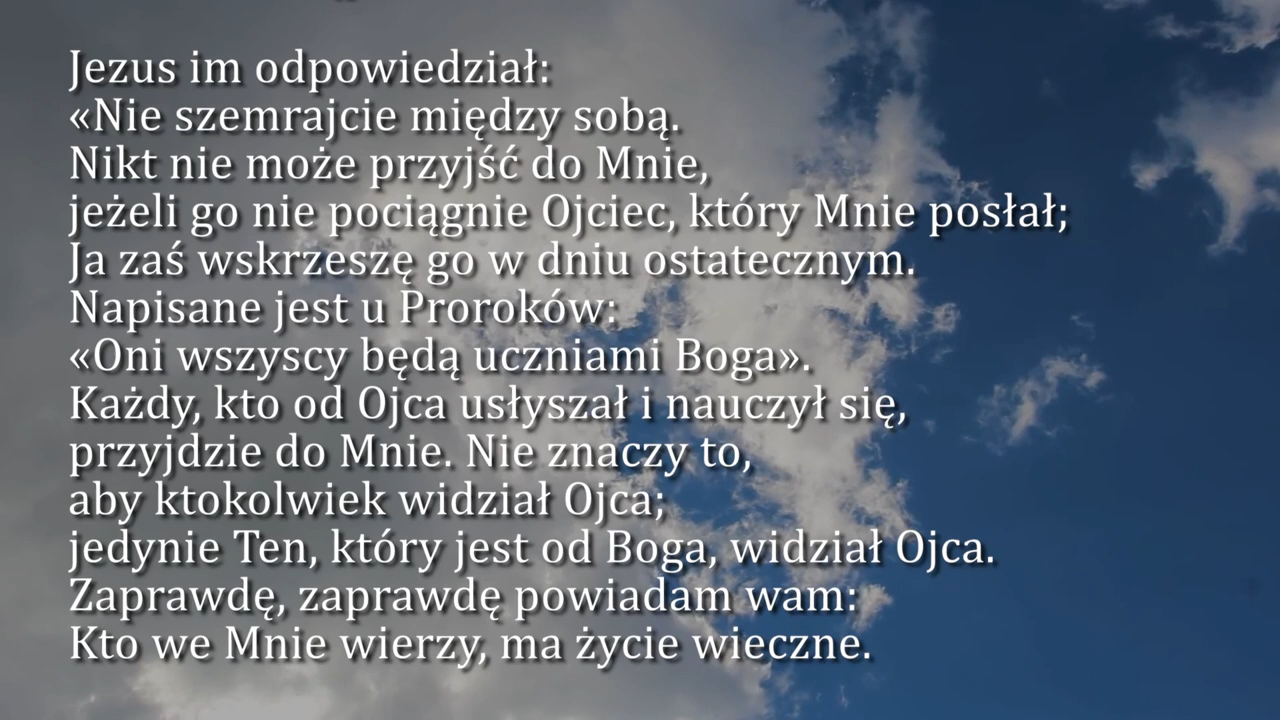 Jezus im odpowiedział:
«Nie szemrajcie między sobą.
Nikt nie może przyjść do Mnie,
jeżeli go nie pociągnie Ojciec, który Mnie posłał;
Ja zaś wskrzeszę go w dniu ostatecznym.
Napisane jest u Proroków:
«Oni wszyscy będą uczniami Boga».
Każdy, kto od Ojca usłyszał i nauczył się,
przyjdzie do Mnie. Nie znaczy to,
aby ktokolwiek widział Ojca;
jedynie Ten, który jest od Boga, widział Ojca.
Zaprawdę, zaprawdę powiadam wam:
Kto we Mnie wierzy, ma życie wieczne.